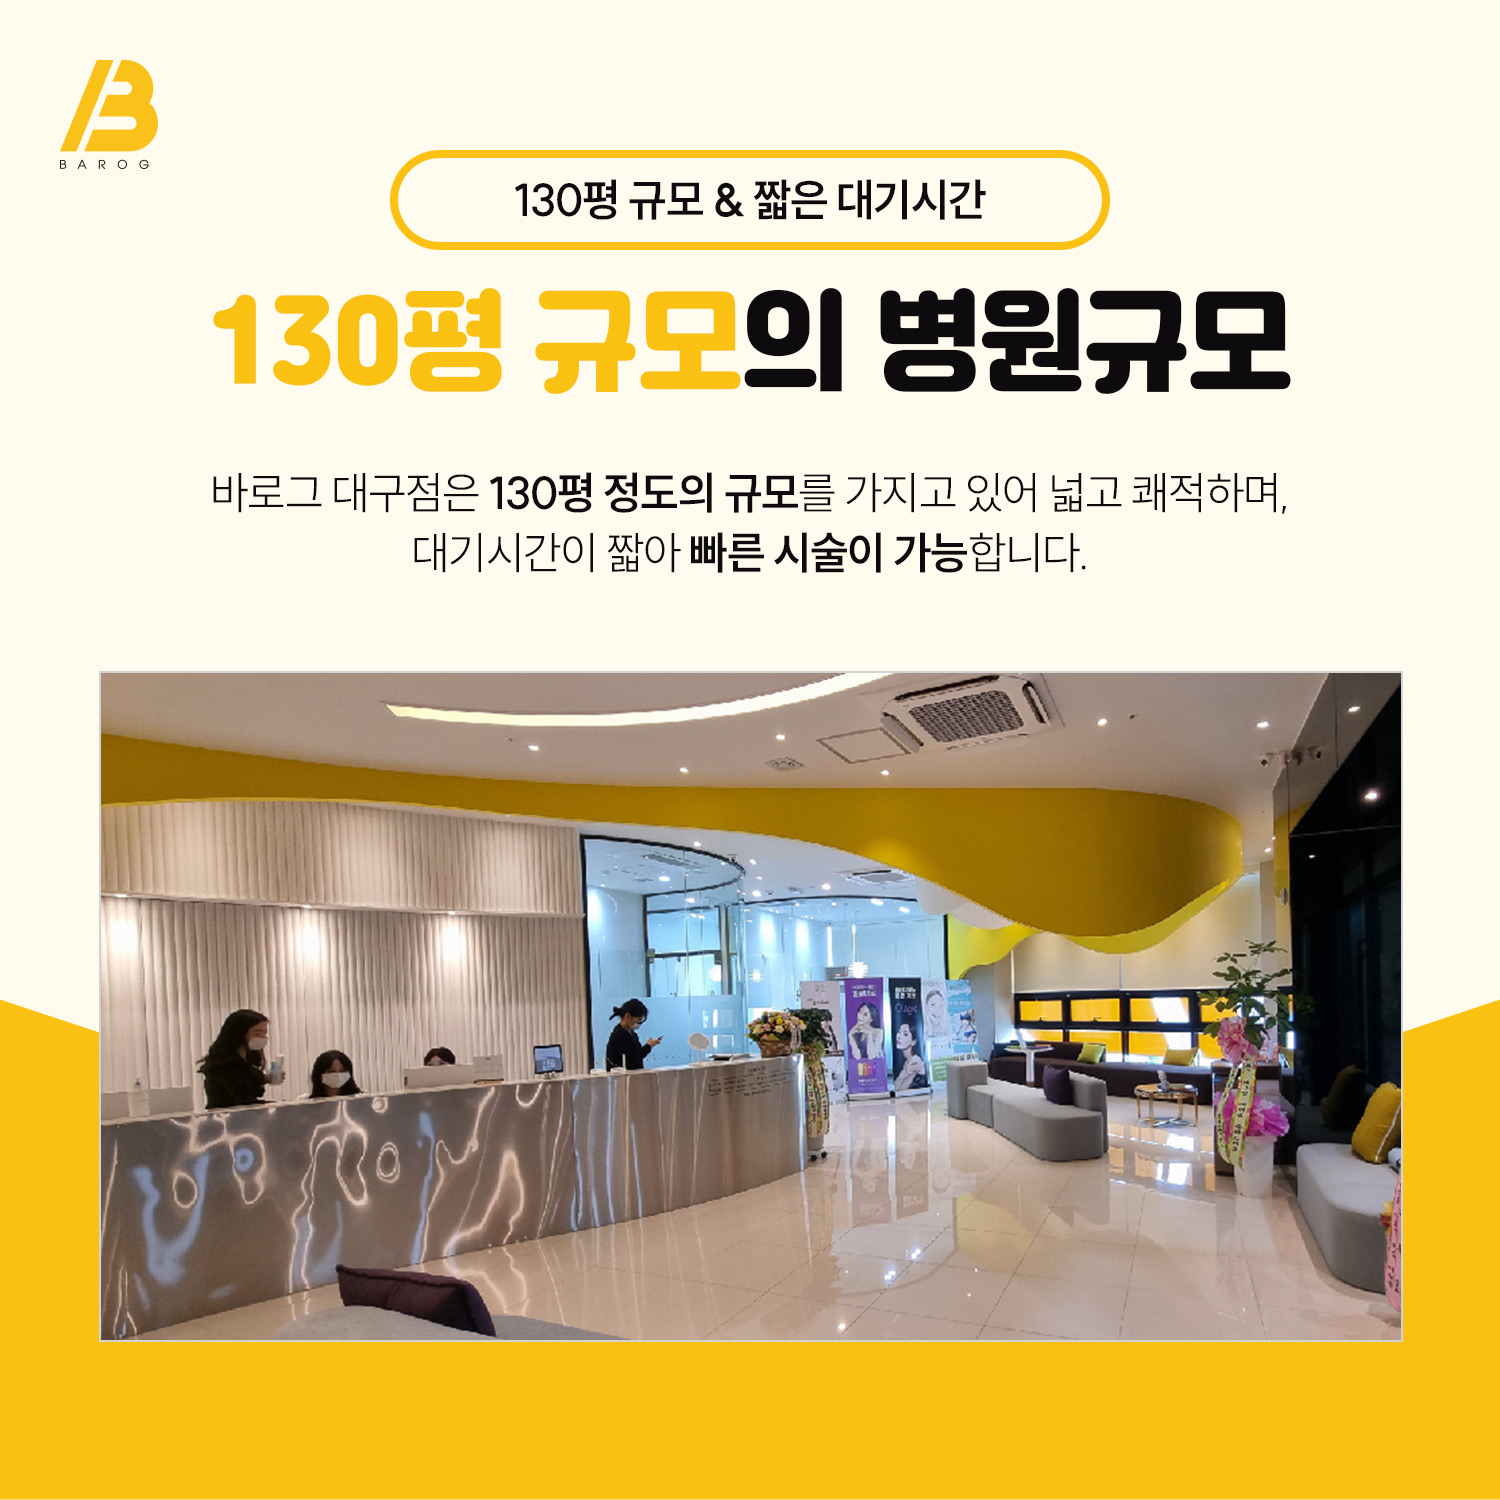 BAROG
130평 규모 & 짧은 대기시간
130평 규모의 병원규모
바로그 대구점은 130평 정도의 규모를 가지고 있어 넓고 쾌적하며,
대기시간이 짧아 빠른 시술이 가능합니다.